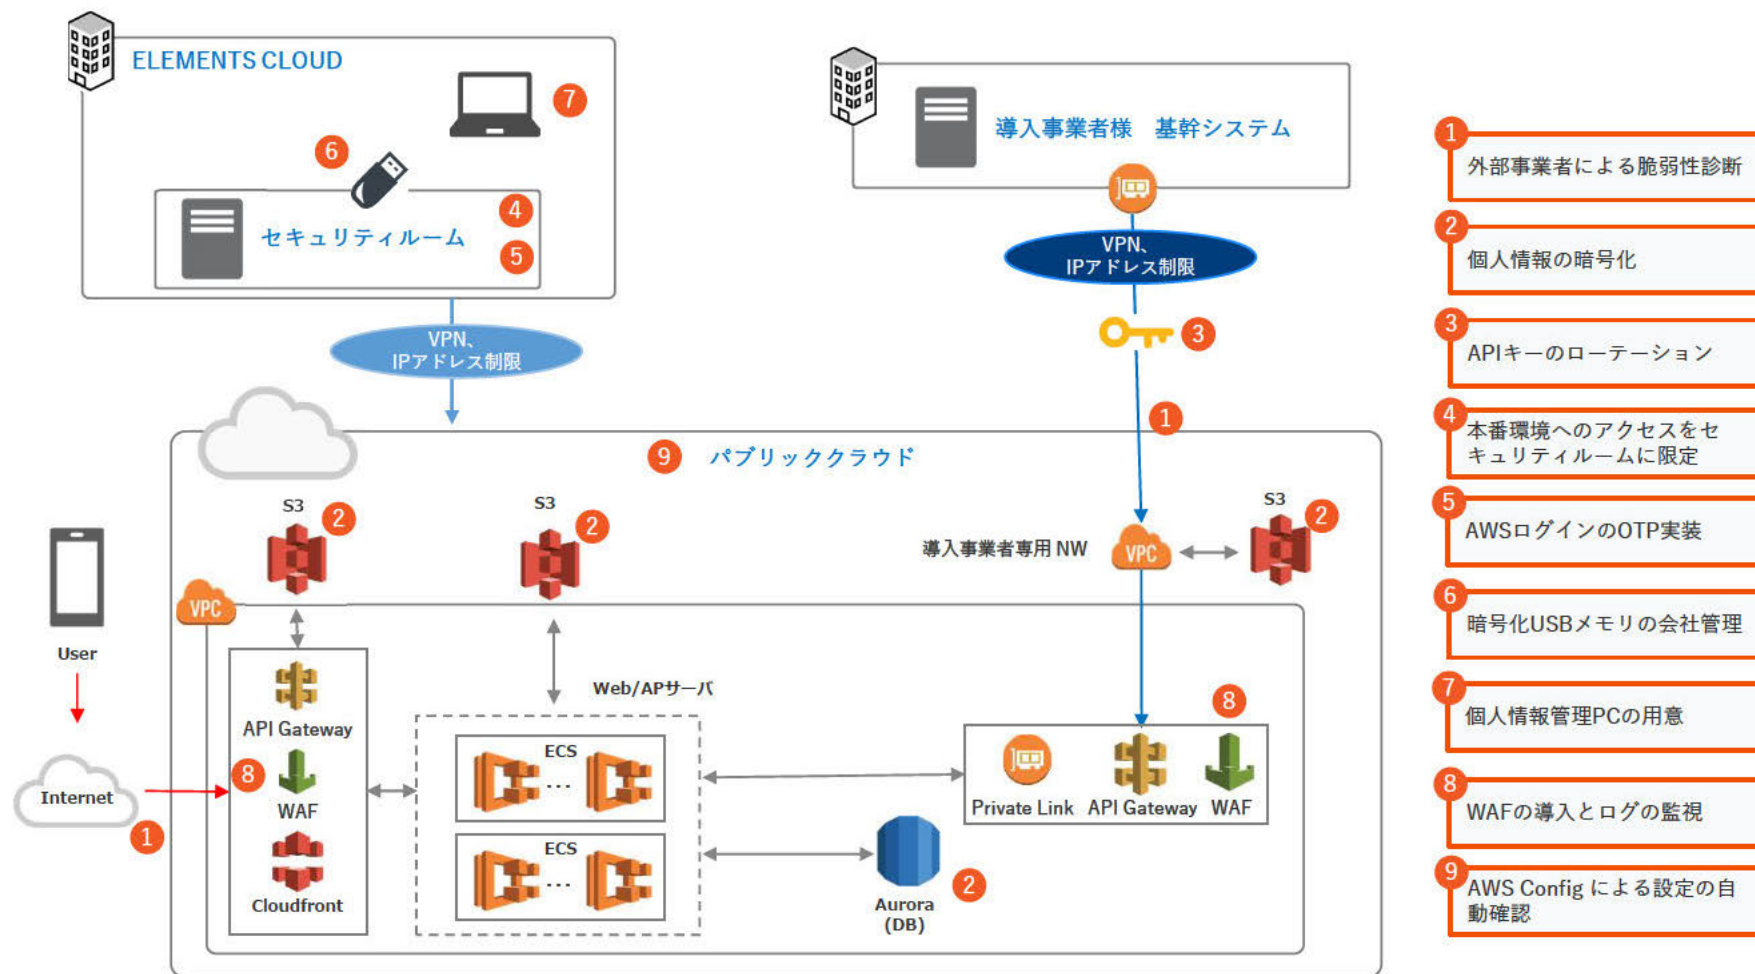 ELEMENTS CLOUD
7
6
4
セキュリティルーム
5
VPN、
IPアドレス制限
導入事業者様　基幹システム
VPN、
IPアドレス制限
3
1
9
パブリッククラウド
S3
2
S3
2
導入事業者専用 NW
VPC
S3
2
VPC
User
Internet
1
API Gateway
8
WAF
Cloudfront
Web/APサーバ
ECS
...
ECS
...
8
Private Link
API Gateway
WAF
Aurora
(DB)
2
1
外部事業者による脆弱性診断
2
個人情報の暗号化
3
APIキーのローテーション
4
本番環境へのアクセスをセ
キュリティルームに限定
5
AWSログインのOTP実装
6
暗号化USBメモリの会社管理
7
個人情報管理PCの用意
8
WAFの導入とログの監視
9
AWS Config による設定の自
動確認